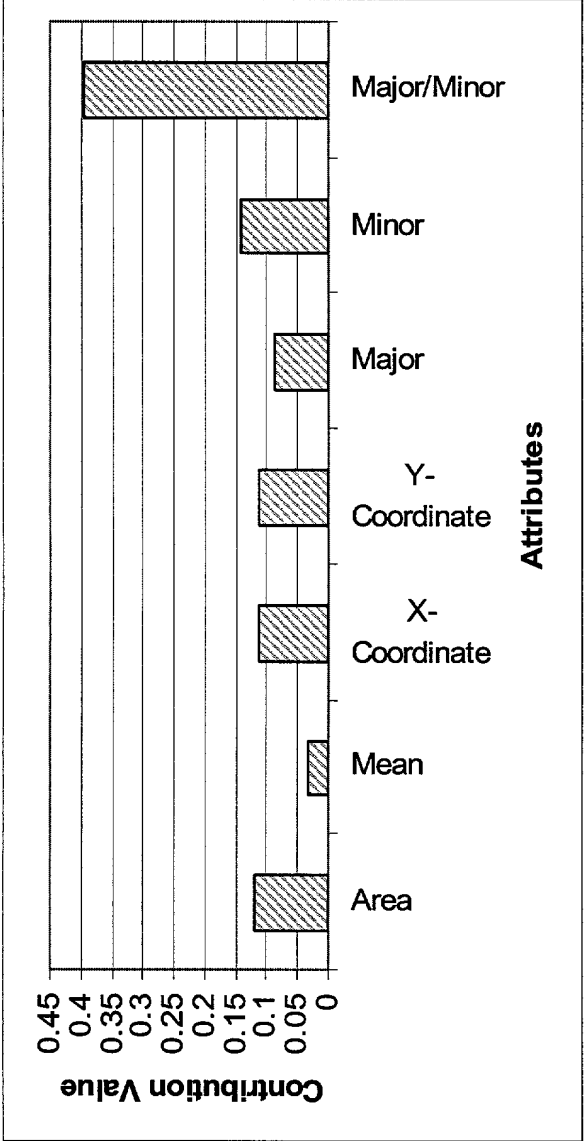 Contribution Value
0.45
0.4
0.35
0.3
0.25
0.2
0.15
0.1
0.05
0
Area
Mean
X-
Coordinate
Y-
Coordinate
Major
Minor
Major/Minor
Attributes